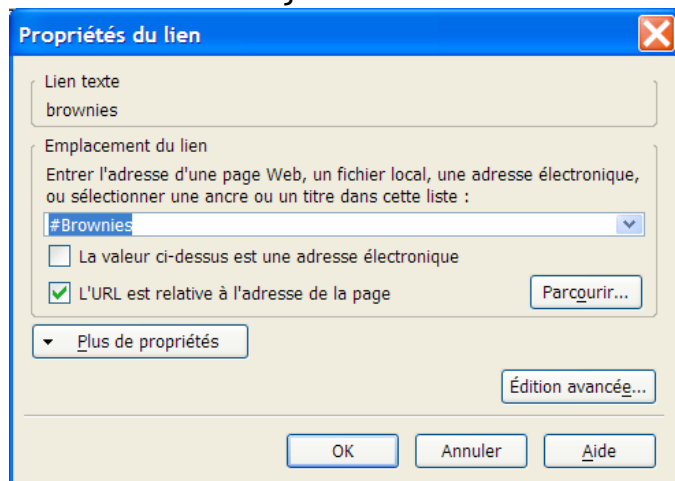 Propriétés du lien
Lien texte
brownies
Emplacement du lien
Entrer l'adresse d'une page Web, un fichier local, une adresse électronique,
ou sélectionner une ancre ou un titre dans cette liste :
#Brownies
La valeur ci-dessus est une adresse électronique
L'URL est relative à l'adresse de la page
Parcourir...
Plus de propriétés
Édition avancée...
OK Annuler Aide